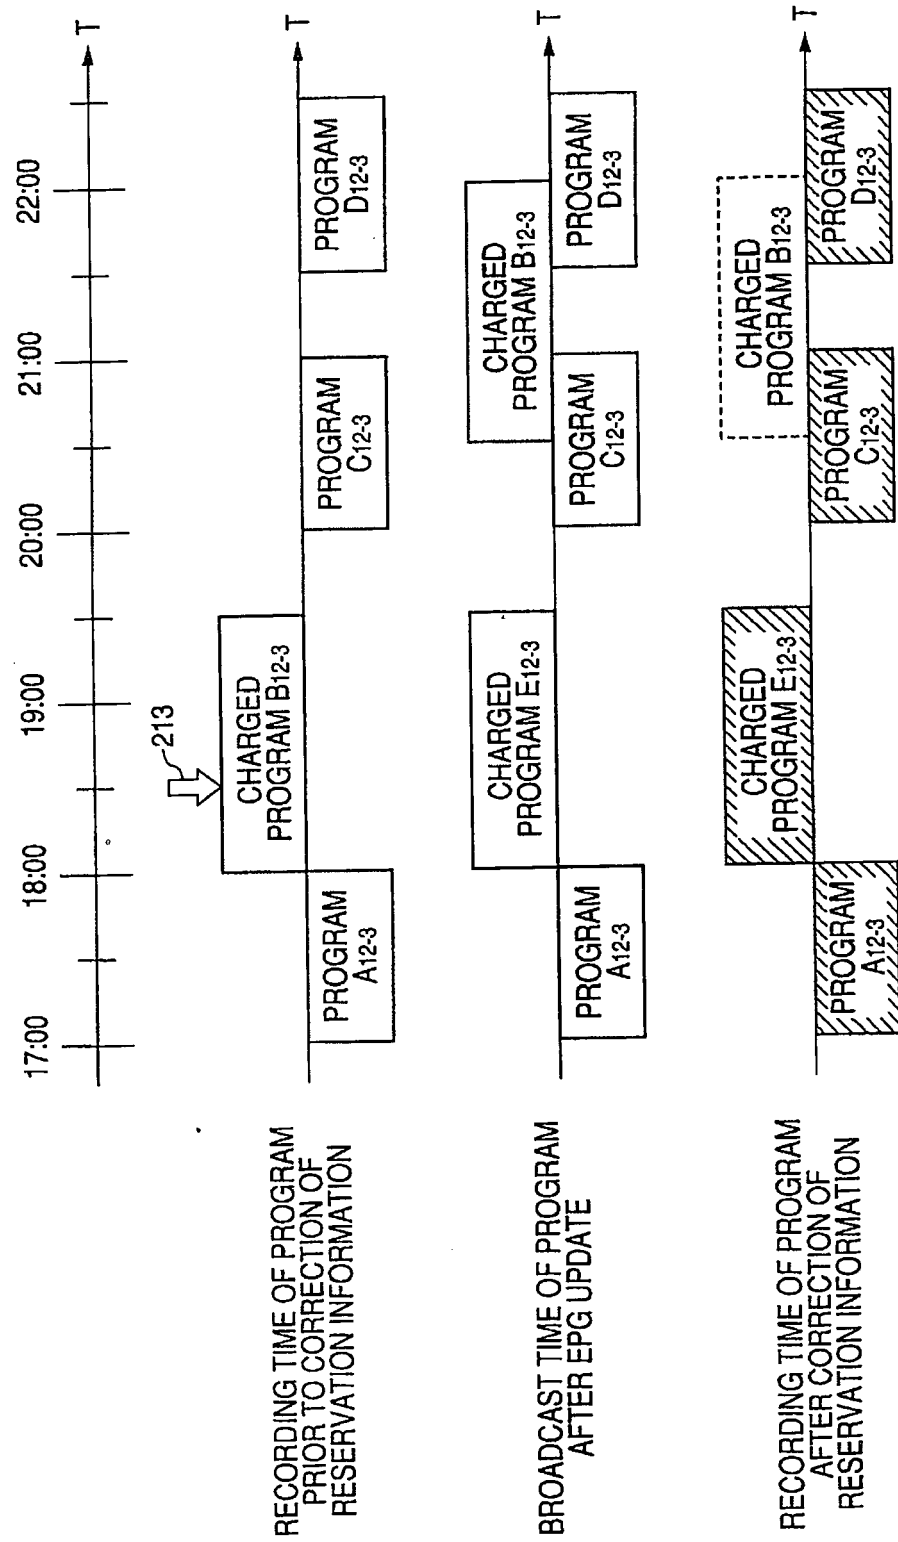 17:00 18:00 19:00 20:00 21:00 22:00
T
213
RECORDING TIME OF PROGRAM
PRIOR TO CORRECTION OF
RESERVATION INFORMATION
PROGRAM
A12-3
CHARGED
PROGRAM B12-3
PROGRAM
C12-3
PROGRAM
D12-3
T
BROADCAST TIME OF PROGRAM
AFTER EPG UPDATE
PROGRAM
A12-3
CHARGED
PROGRAM E12-3
PROGRAM
C12-3
CHARGED
PROGRAM B12-3
PROGRAM
D12-3
T
RECORDING TIME OF PROGRAM
AFTER CORRECTION OF
RESERVATION INFORMATION
PROGRAM
A12-3
CHARGED
PROGRAM E12-3
PROGRAM
C12-3
CHARGED
PROGRAM B12-3
PROGRAM
D12-3
T